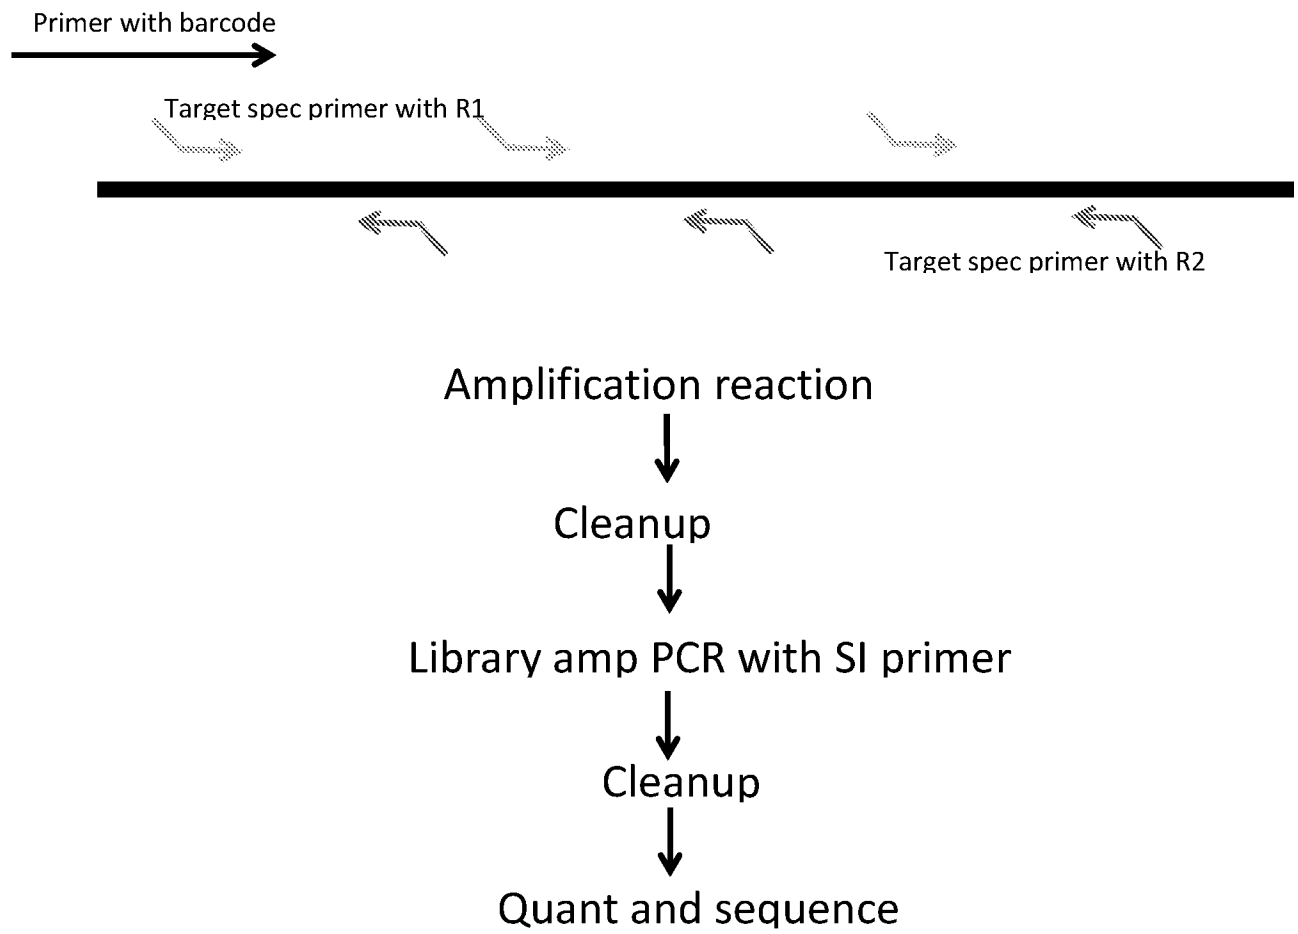 Primer with barcode
Target spec primer with R1
Target spec primer with R2
Amplification reaction
Cleanup
Library amp PCR with SI primer
Cleanup
Quant and sequence